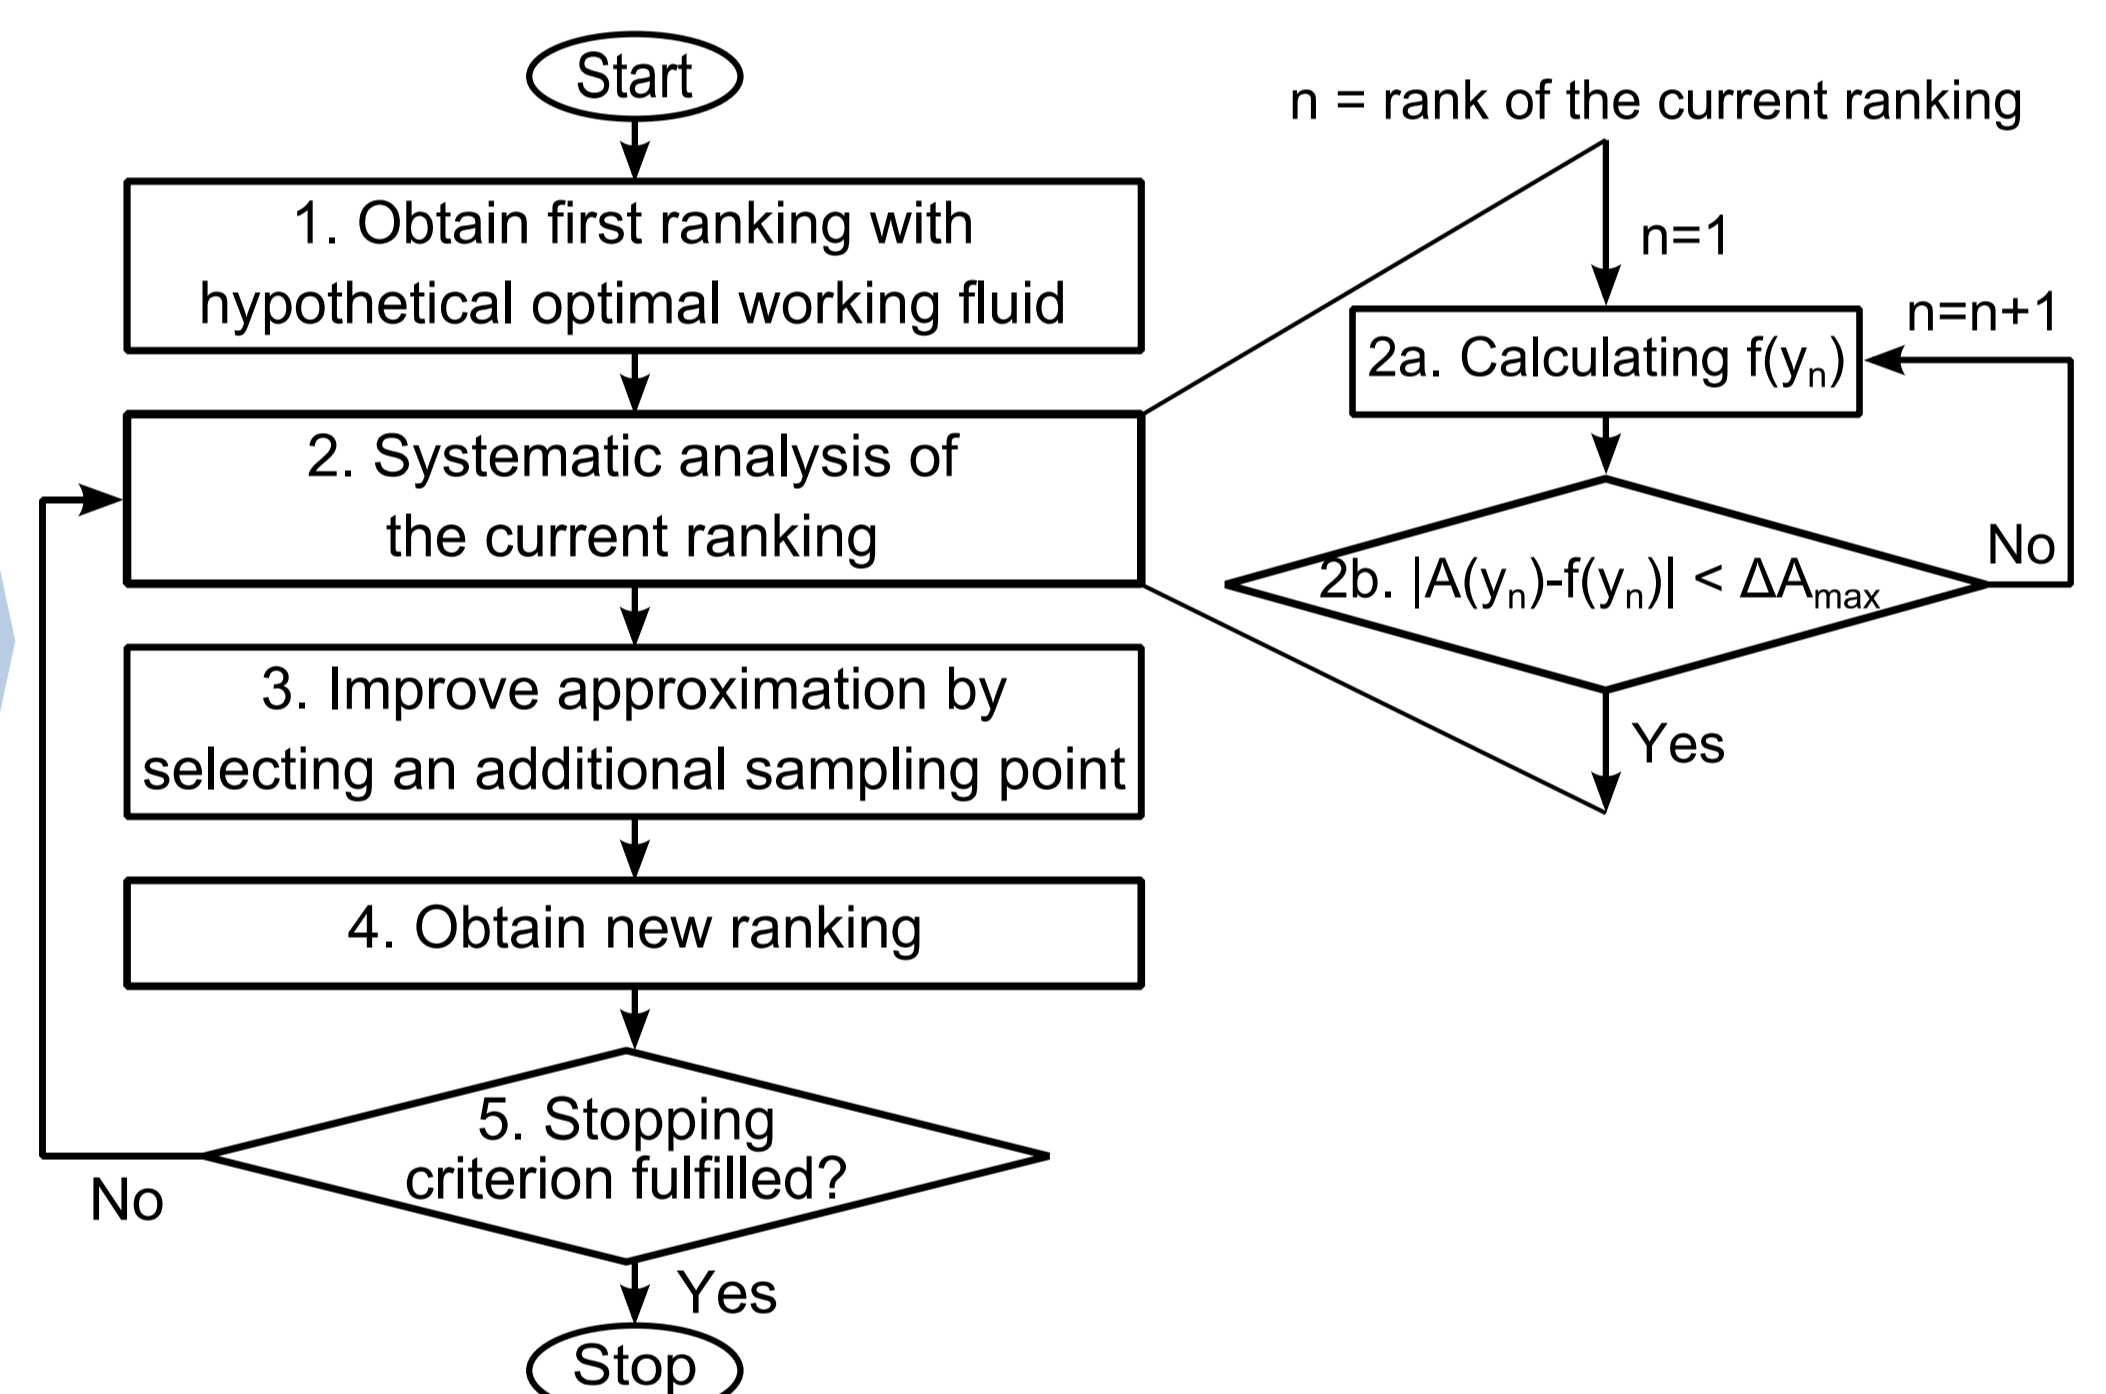 Start
1. Obtain first ranking with
hypothetical optimal working fluid
2. Systematic analysis of
the current ranking
3. Improve approximation by
selecting an additional sampling point
4. Obtain new ranking
5. Stopping
criterion fulfilled?
No
Yes
Stop
n = rank of the current ranking
n=1
n=n+1
2a. Calculating f(yₙ)
2b. |A(yₙ)-f(yₙ)| < ΔAₘₐₓ
No
Yes